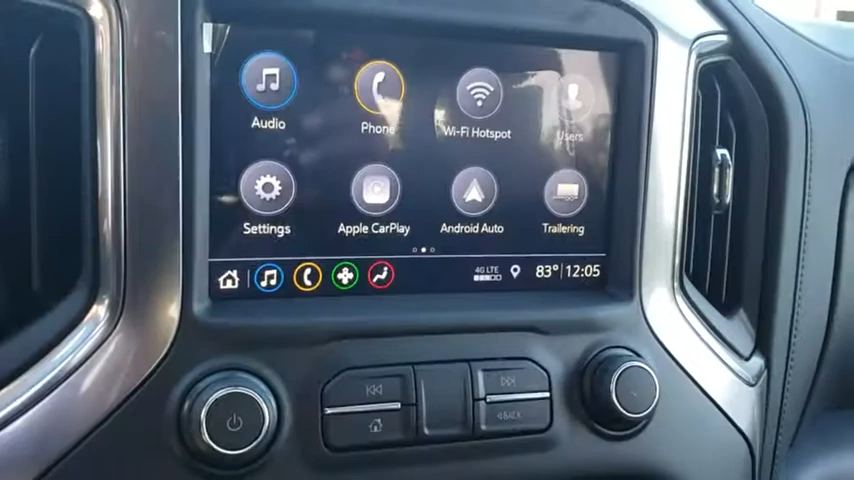 Audio
Phone
Wi-Fi Hotspot
Users
Settings
Apple CarPlay
Android Auto
Trailering
4G LTE
83° 12:05
BACK